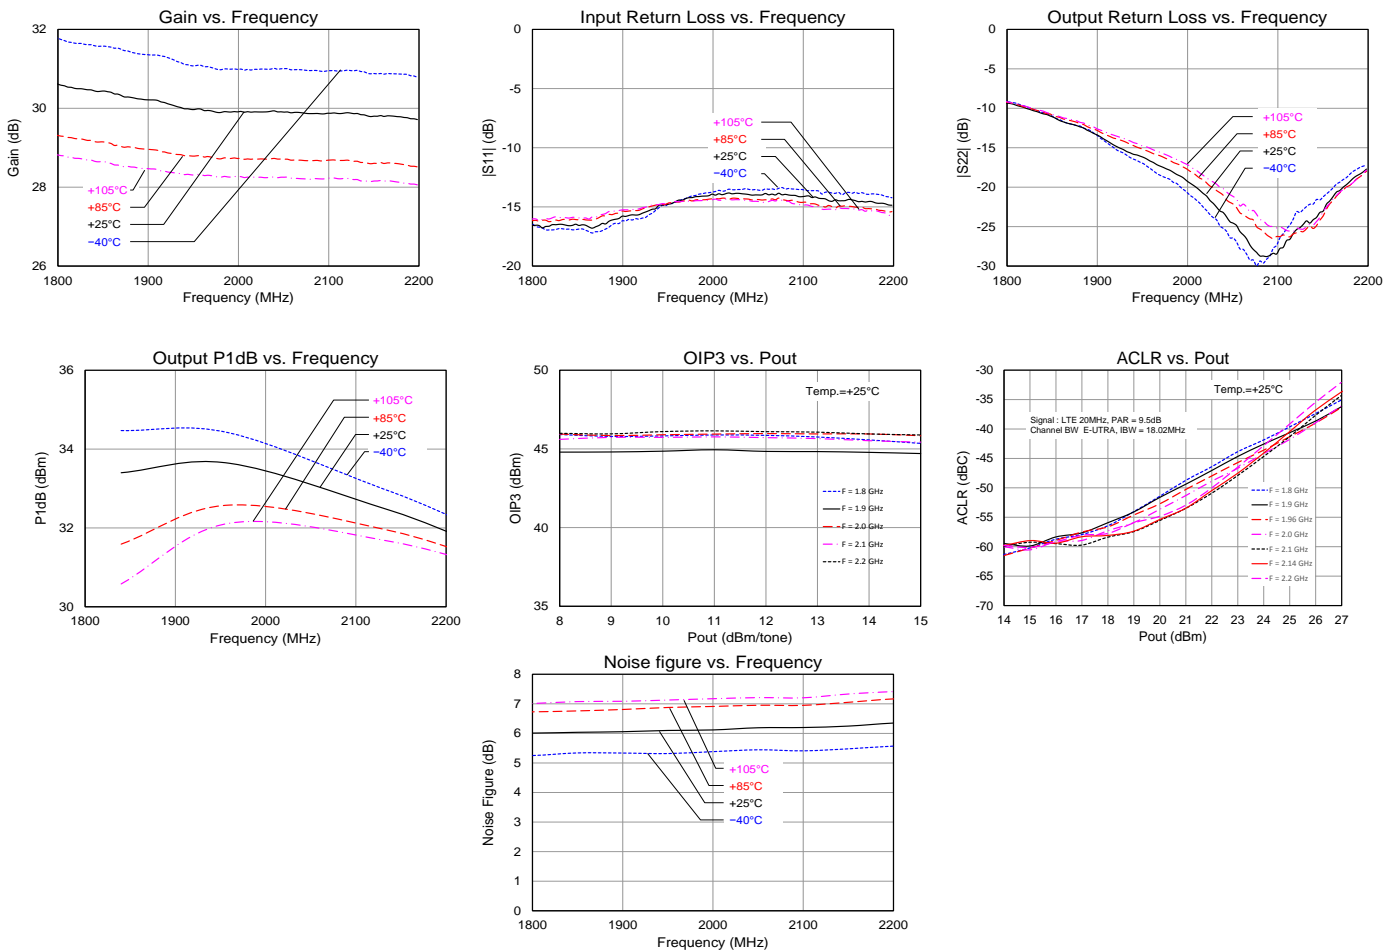 Gain vs. Frequency
32
30
28
26
Gain (dB)
+105°C
+85°C
+25°C
−40°C
1800 1900 2000 2100 2200
Frequency (MHz)
Input Return Loss vs. Frequency
0
-5
-10
-15
-20
|S11| (dB)
+105°C
+85°C
+25°C
−40°C
1800 1900 2000 2100 2200
Frequency (MHz)
Output Return Loss vs. Frequency
0
-5
-10
-15
-20
-25
-30
|S22| (dB)
+105°C
+85°C
+25°C
−40°C
1800 1900 2000 2100 2200
Frequency (MHz)
Output P1dB vs. Frequency
36
34
32
30
P1dB (dBm)
+105°C
+85°C
+25°C
−40°C
1800 1900 2000 2100 2200
Frequency (MHz)
OIP3 vs. Pout
50
45
40
35
OIP3 (dBm)
Temp.=+25°C
F = 1.8 GHz
F = 1.9 GHz
F = 2.0 GHz
F = 2.1 GHz
F = 2.2 GHz
8 9 10 11 12 13 14 15
Pout (dBm/tone)
ACLR vs. Pout
-30
-35
-40
-45
-50
-55
-60
-65
-70
ACLR (dBC)
Temp.=+25°C
Signal : LTE 20MHz, PAR = 9.5dB
Channel BW E-UTRA, IBW = 18.02MHz
F = 1.8 GHz
F = 1.9 GHz
F = 1.96 GHz
F = 2.0 GHz
F = 2.1 GHz
F = 2.14 GHz
F = 2.2 GHz
14 15 16 17 18 19 20 21 22 23 24 25 26 27
Pout (dBm)
Noise figure vs. Frequency
8
7
6
5
4
3
2
1
0
Noise Figure (dB)
+105°C
+85°C
+25°C
−40°C
1800 1900 2000 2100 2200
Frequency (MHz)